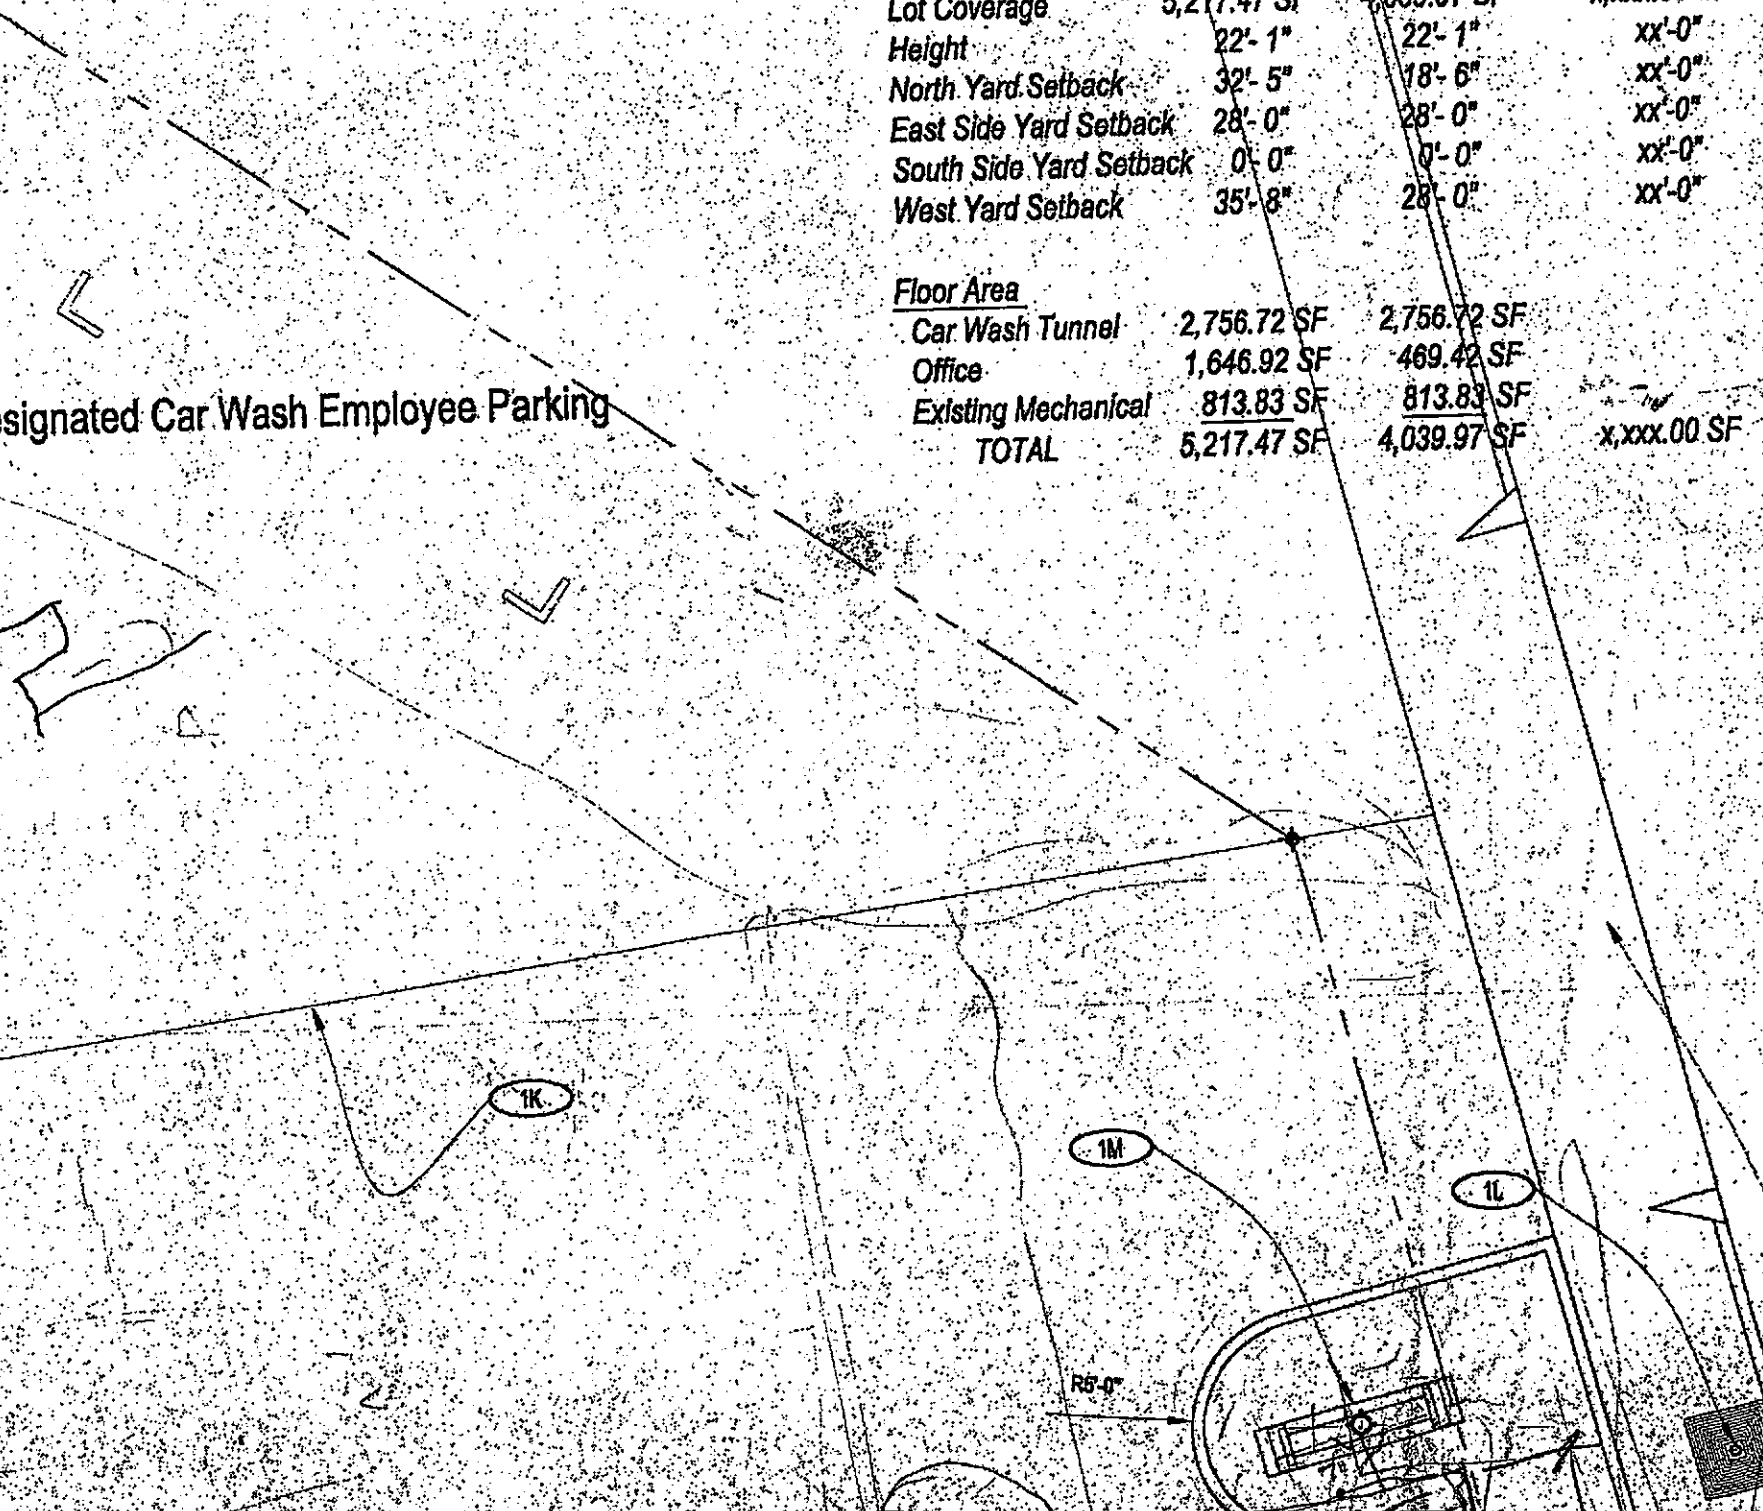 Lot Coverage 5,217.47 SF
Height 22'- 1" 22'- 1" xx'-0"
North Yard Setback 32'- 5" 18'- 6" xx'-0"
East Side Yard Setback 28'- 0" 28'- 0" xx'-0"
South Side Yard Setback 0'- 0" 0'- 0" xx'-0"
West Yard Setback 35'- 8" 28'- 0" xx'-0"
Floor Area
Car Wash Tunnel 2,756.72 SF 2,756.72 SF
Office 1,646.92 SF 469.42 SF
Existing Mechanical 813.83 SF 813.83 SF
TOTAL 5,217.47 SF 4,039.97 SF x,xxx.00 SF
esignated Car Wash Employee Parking
1K
1M
1L
R5'-0"